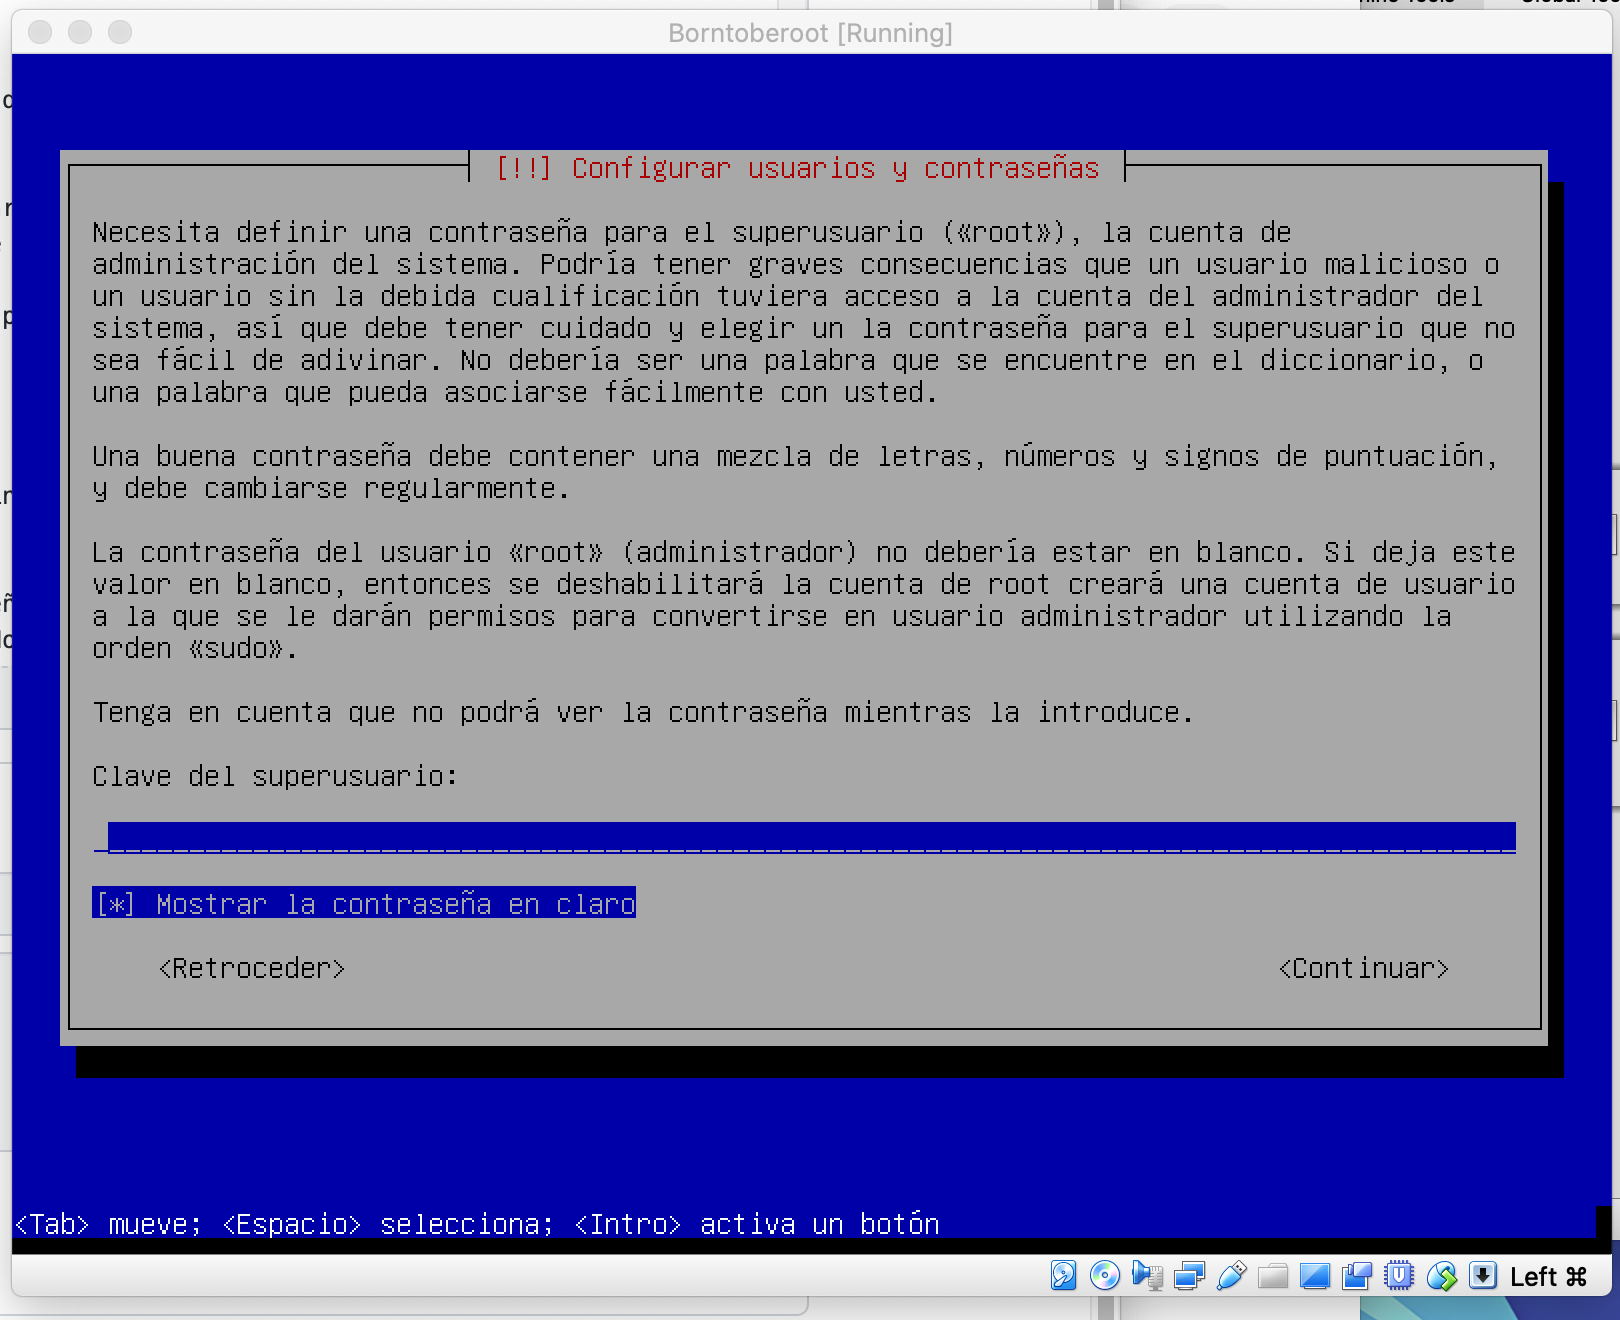 Borntoberoot [Running]
[!!] Configurar usuarios y contraseñas
Necesita definir una contraseña para el superusuario («root»), la cuenta de
administración del sistema. Podría tener graves consecuencias que un usuario malicioso o
un usuario sin la debida cualificación tuviera acceso a la cuenta del administrador del
sistema, así que debe tener cuidado y elegir un la contraseña para el superusuario que no
sea fácil de adivinar. No debería ser una palabra que se encuentre en el diccionario, o
una palabra que pueda asociarse fácilmente con usted.
Una buena contraseña debe contener una mezcla de letras, números y signos de puntuación,
y debe cambiarse regularmente.
La contraseña del usuario «root» (administrador) no debería estar en blanco. Si deja este
valor en blanco, entonces se deshabilitará la cuenta de root creará una cuenta de usuario
a la que se le darán permisos para convertirse en usuario administrador utilizando la
orden «sudo».
Tenga en cuenta que no podrá ver la contraseña mientras la introduce.
Clave del superusuario:
[*] Mostrar la contraseña en claro
<Retroceder> <Continuar>
<Tab> mueve; <Espacio> selecciona; <Intro> activa un botón
Left ⌘